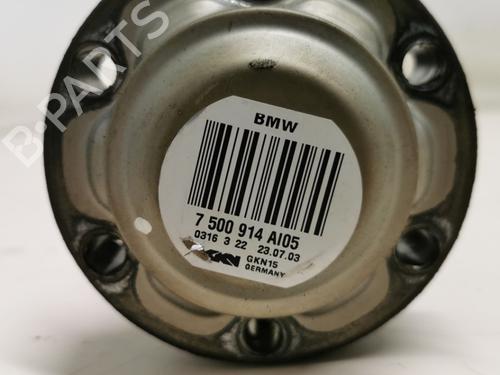 B-PARTS
BMW
7 500 914 AI05
0316 3 22 23.07.03
GKN GKN15
GERMANY